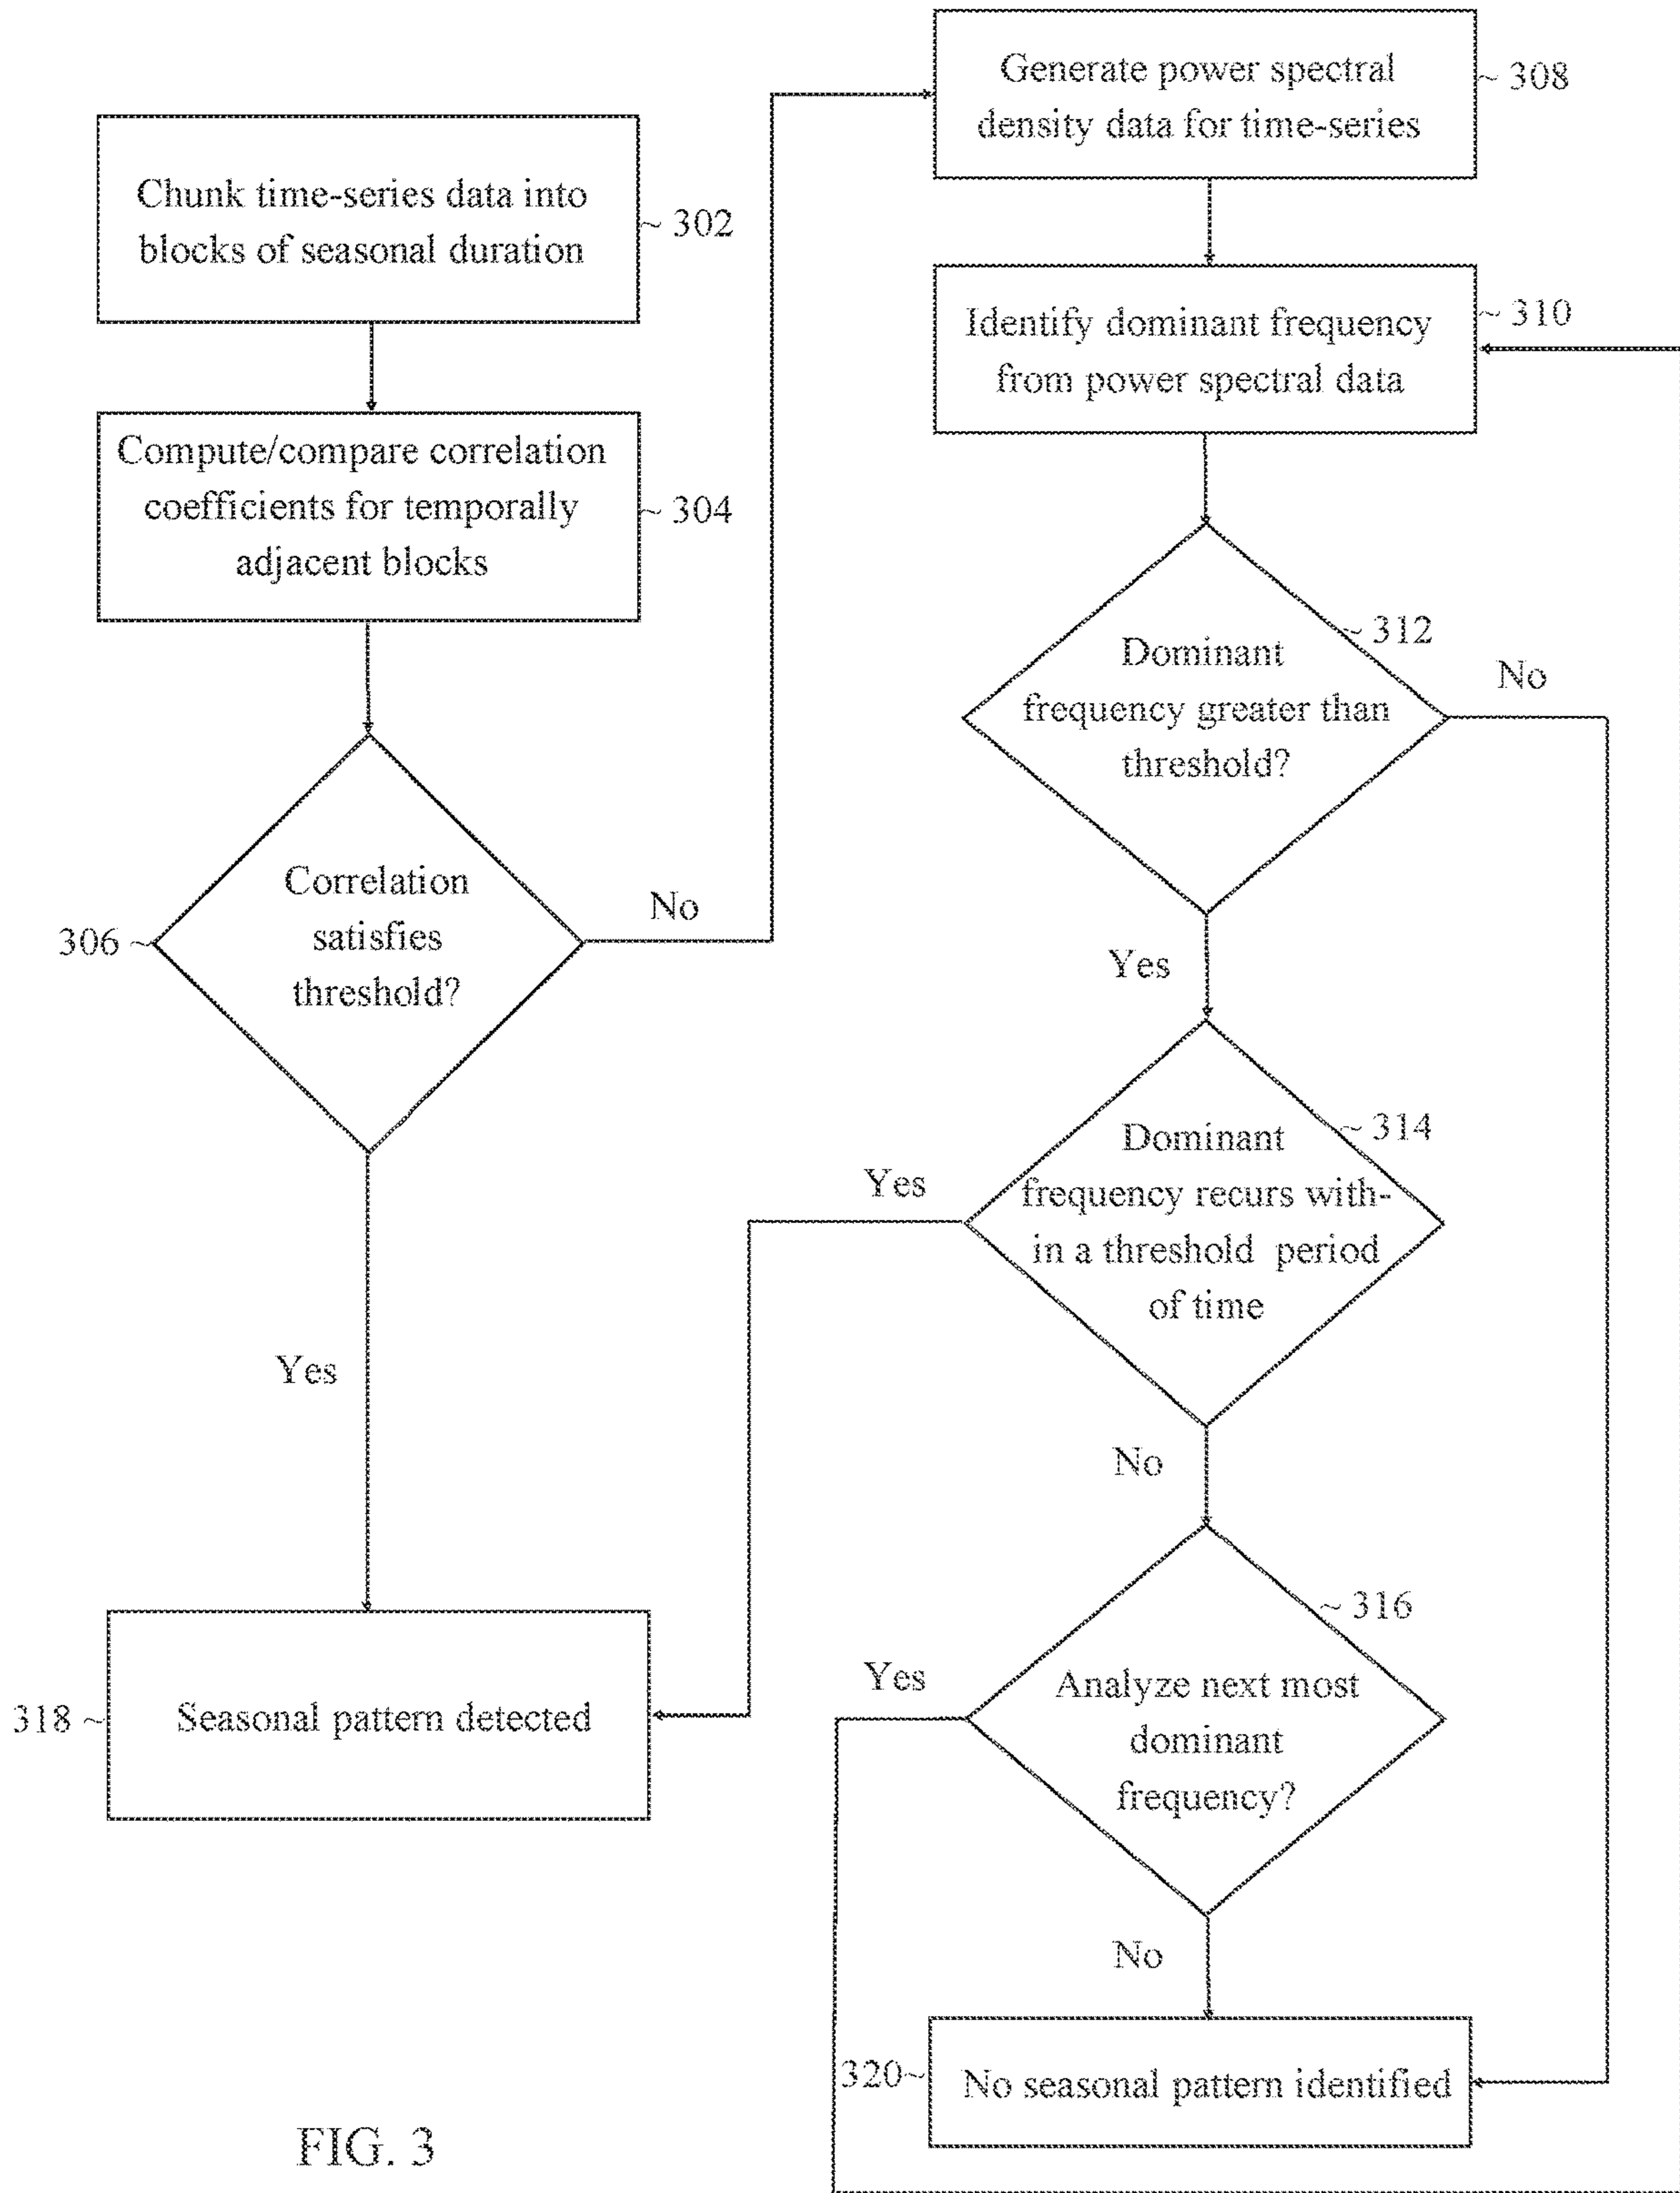 Chunk time-series data into
blocks of seasonal duration
~ 302
Compute/compare correlation
coefficients for temporally
adjacent blocks
~ 304
Correlation
satisfies
threshold?
306 ~
No
Yes
Seasonal pattern detected
318 ~
Generate power spectral
density data for time-series
~ 308
Identify dominant frequency
from power spectral data
~ 310
Dominant
frequency greater than
threshold?
~ 312
No
Yes
Dominant
frequency recurs with-
in a threshold period
of time
~ 314
Yes
No
Analyze next most
dominant
frequency?
~ 316
Yes
No
No seasonal pattern identified
320~
FIG. 3